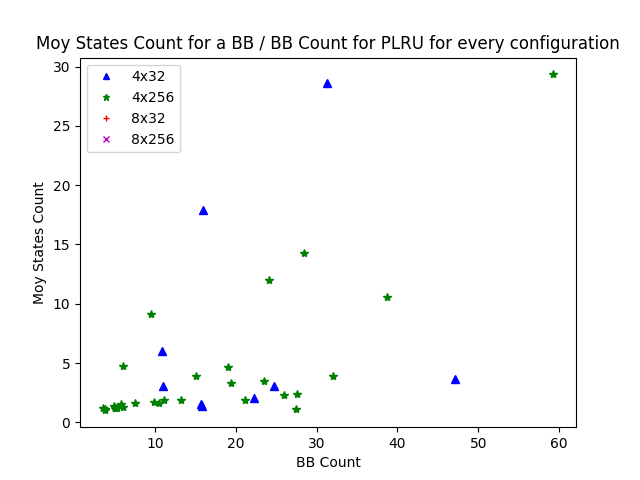 Moy States Count for a BB / BB Count for PLRU for every configuration
4x32
4x256
8x32
8x256
30
25
20
15
10
5
0
Moy States Count
10 20 30 40 50 60
BB Count